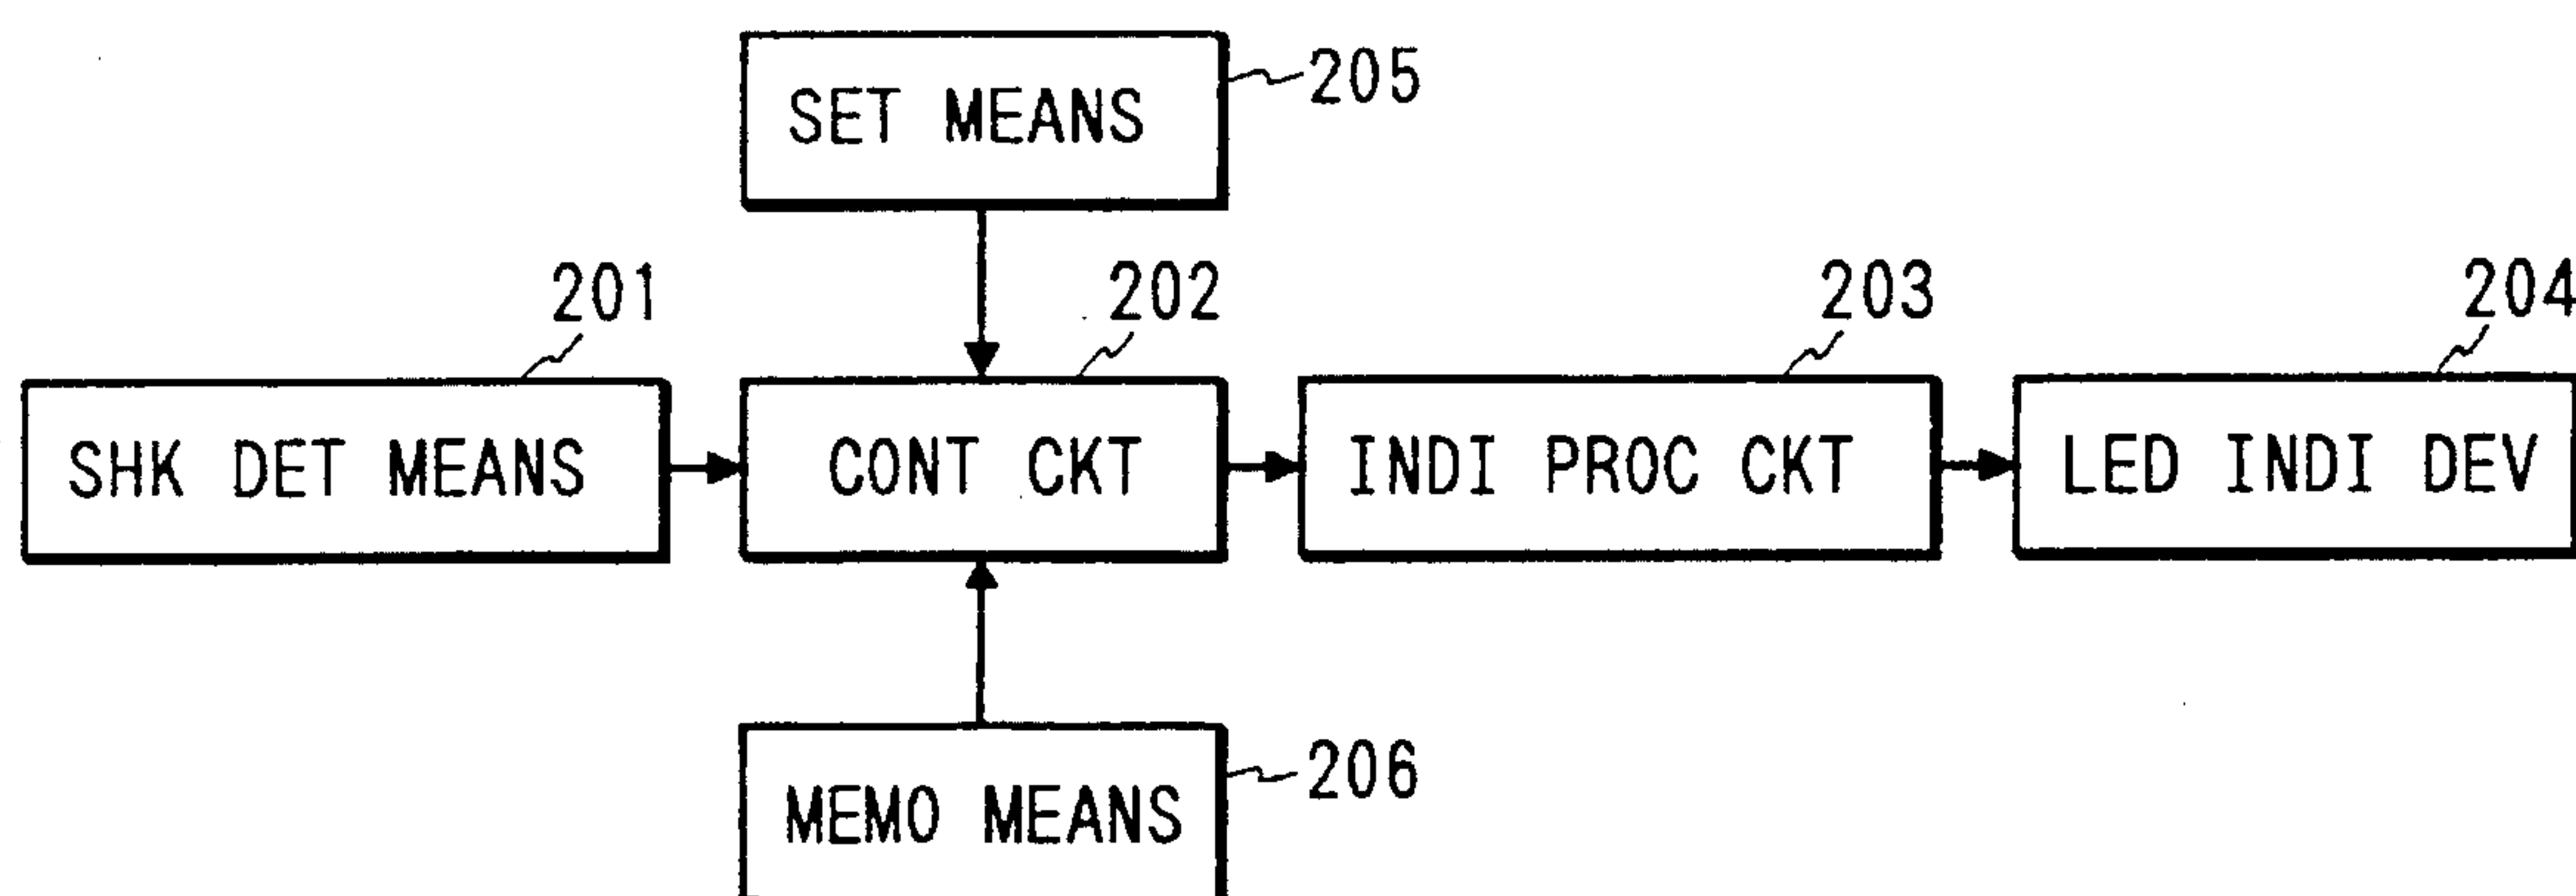 205
SET MEANS
201
202
203
204
SHK DET MEANS
CONT CKT
INDI PROC CKT
LED INDI DEV
206
MEMO MEANS